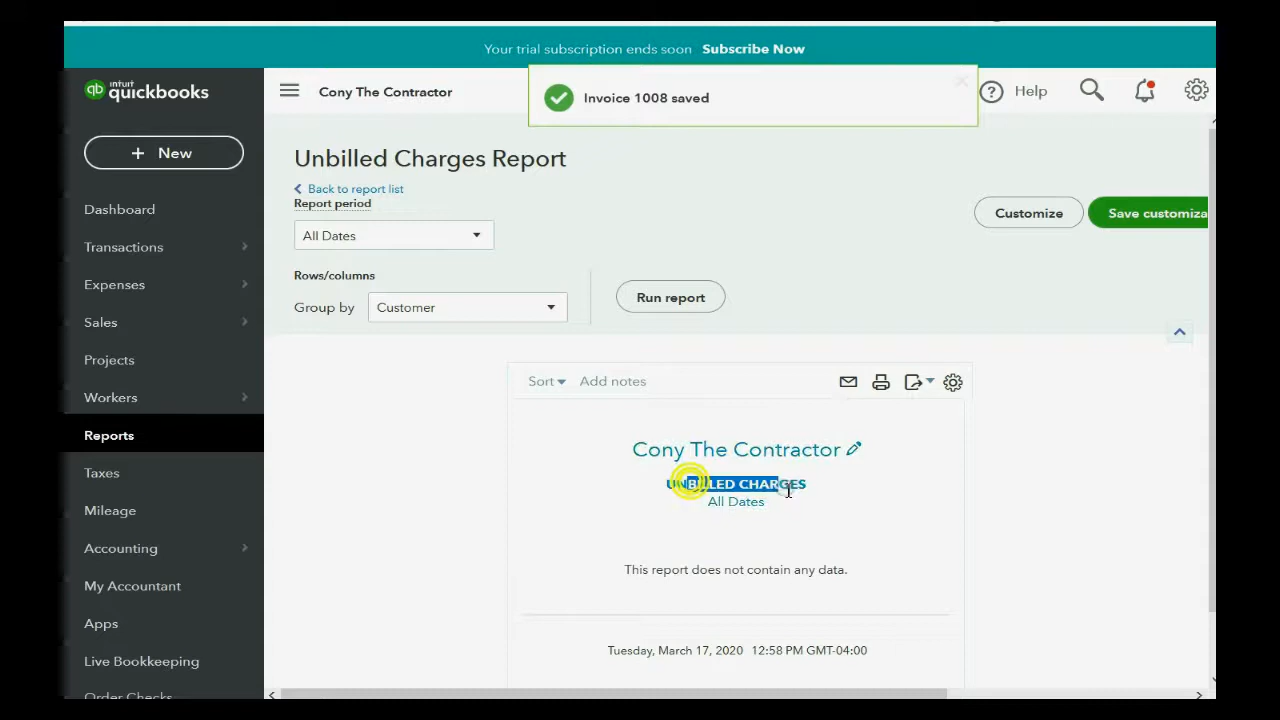 Your trial subscription ends soon Subscribe Now
intuit quickbooks
Cony The Contractor
Invoice 1008 saved
Help
+ New
Unbilled Charges Report
Back to report list
Report period
All Dates
Customize
Save customiza
Rows/columns
Group by Customer
Run report
Dashboard
Transactions
Expenses
Sales
Projects
Workers
Reports
Taxes
Mileage
Accounting
My Accountant
Apps
Live Bookkeeping
Order Checks
Sort Add notes
Cony The Contractor
UNBILLED CHARGES
All Dates
This report does not contain any data.
Tuesday, March 17, 2020 12:58 PM GMT-04:00